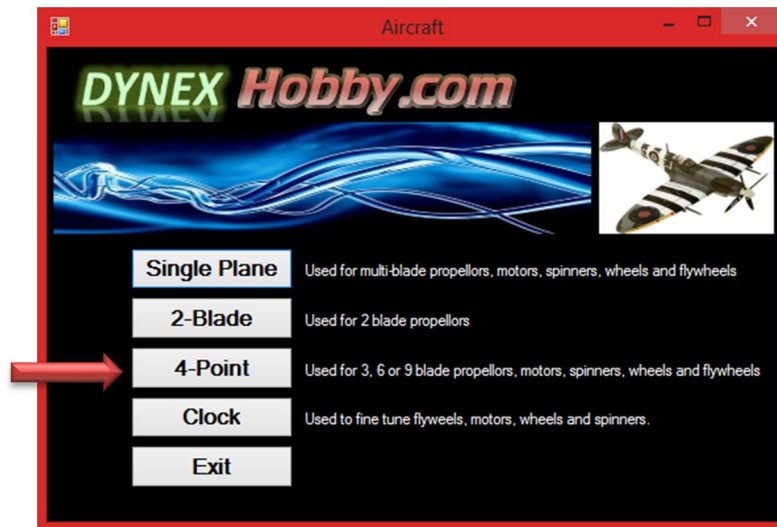 Aircraft
DYNEX Hobby.com
Single Plane Used for multi-blade propellors, motors, spinners, wheels and flywheels
2-Blade Used for 2 blade propellors
4-Point Used for 3, 6 or 9 blade propellors, motors, spinners, wheels and flywheels
Clock Used to fine tune flyweels, motors, wheels and spinners.
Exit